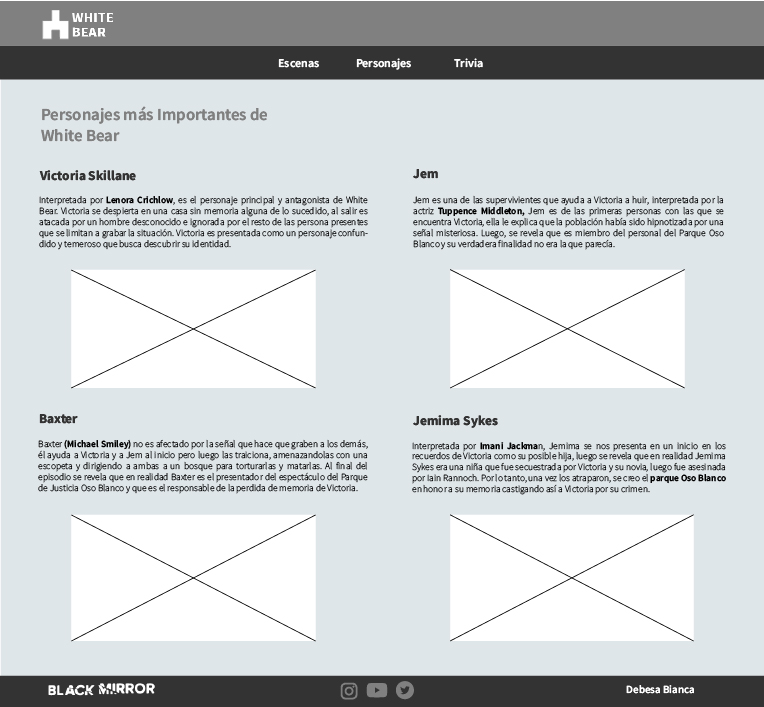 WHITE
BEAR
Escenas Personajes Trivia
Personajes más Importantes de
White Bear
Victoria Skillane
Interpretada por Lenora Crichlow, es el personaje principal y antagonista de White
Bear. Victoria se despierta en una casa sin memoria alguna de lo sucedido, al salir es
atacada por un hombre desconocido e ignorada por el resto de las persona presentes
que se limitan a grabar la situación. Victoria es presentada como un personaje confun-
dido y temeroso que busca descubrir su identidad.
Jem
Jem es una de las supervivientes que ayuda a Victoria a huir, interpretada por la
actriz Tuppence Middleton, Jem es de las primeras personas con las que se
encuentra Victoria, ella le explica que la población había sido hipnotizada por una
señal misteriosa. Luego, se revela que es miembro del personal del Parque Oso
Blanco y su verdadera finalidad no era la que parecía.
Baxter
Baxter (Michael Smiley) no es afectado por la señal que hace que graben a los demás,
él ayuda a Victoria y a Jem al inicio pero luego las traiciona, amenazandolas con una
escopeta y dirigiendo a ambas a un bosque para torturarlas y matarlas. Al final del
episodio se revela que en realidad Baxter es el presentador del espectáculo del Parque
de Justicia Oso Blanco y que es el responsable de la perdida de memoria de Victoria.
Jemima Sykes
Interpretada por Imani Jackman, Jemima se nos presenta en un inicio en los
recuerdos de Victoria como su posible hija, luego se revela que en realidad Jemima
Sykes era una niña que fue secuestrada por Victoria y su novia, luego fue asesinada
por Iain Rannoch. Por lo tanto, una vez los atraparon, se creo el parque Oso Blanco
en honor a su memoria castigando así a Victoria por su crimen.
BLACK MIRROR
Debesa Bianca